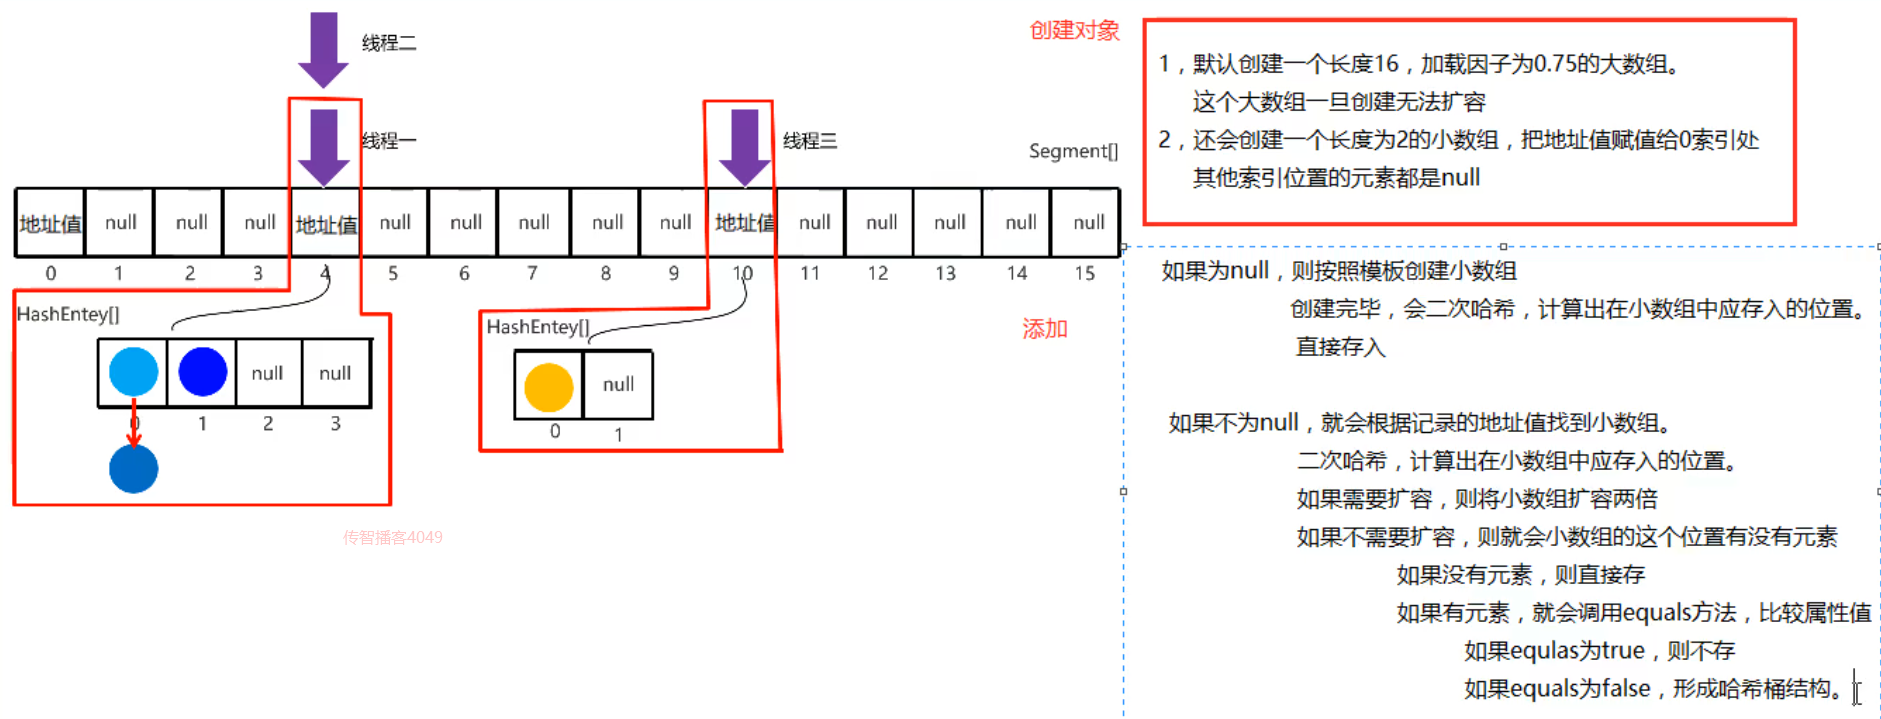 线程二
创建对象
1，默认创建一个长度16，加载因子为0.75的大数组。
这个大数组一旦创建无法扩容
2，还会创建一个长度为2的小数组，把地址值赋值给0索引处
其他索引位置的元素都是null
线程一
线程三
Segment[]
地址值 null null null 地址值 null null null null null 地址值 null null null null null
0 1 2 3 4 5 6 7 8 9 10 11 12 13 14 15
HashEntey[]
null null
0 1 2 3
HashEntey[]
null
0 1
添加
如果为null，则按照模板创建小数组
创建完毕，会二次哈希，计算出在小数组中应存入的位置。
直接存入
如果不为null，就会根据记录的地址值找到小数组。
二次哈希，计算出在小数组中应存入的位置。
如果需要扩容，则将小数组扩容两倍
如果不需要扩容，则就会小数组的这个位置有没有元素
如果没有元素，则直接存
如果有元素，就会调用equals方法，比较属性值
如果equlas为true，则不存
如果equals为false，形成哈希桶结构。
传智播客4049